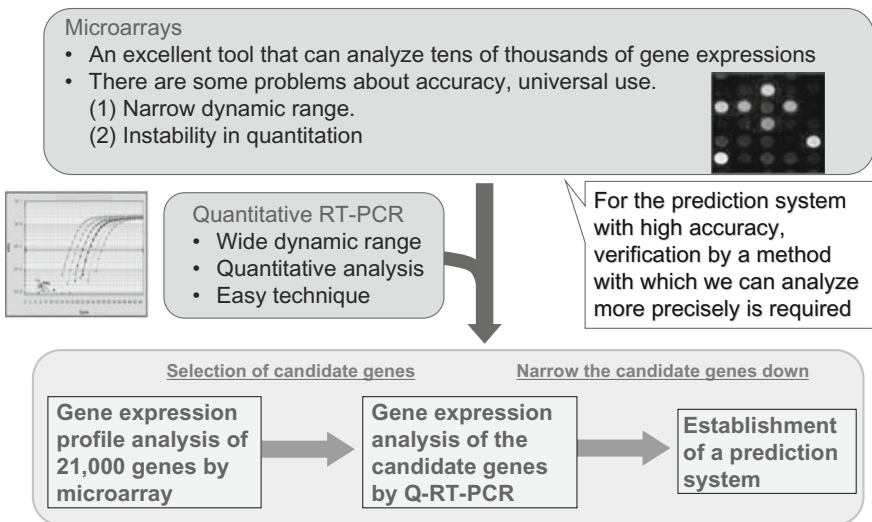 Microarrays
• An excellent tool that can analyze tens of thousands of gene expressions
• There are some problems about accuracy, universal use.
(1) Narrow dynamic range.
(2) Instability in quantitation
Quantitative RT-PCR
• Wide dynamic range
• Quantitative analysis
• Easy technique
For the prediction system
with high accuracy,
verification by a method
with which we can analyze
more precisely is required
Cycle
Selection of candidate genes
Narrow the candidate genes down
Gene expression
profile analysis of
21,000 genes by
microarray
Gene expression
analysis of the
candidate genes
by Q-RT-PCR
Establishment
of a prediction
system